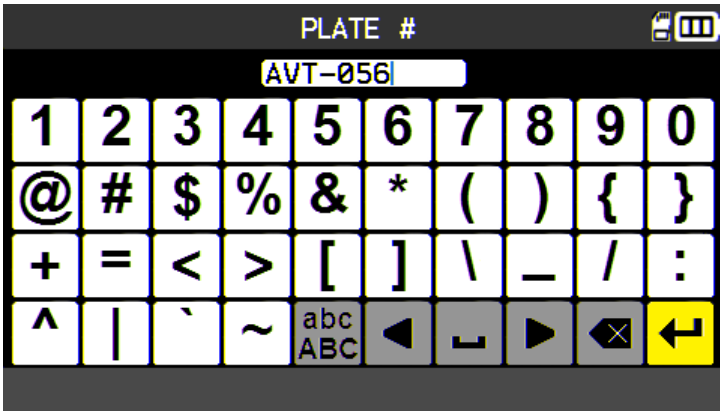 PLATE #
AVT-056
1 2 3 4 5 6 7 8 9 0
@ # $ % & * ( ) { }
+ = < > [ ] \ _ / :
^ | ` ~ abc
ABC